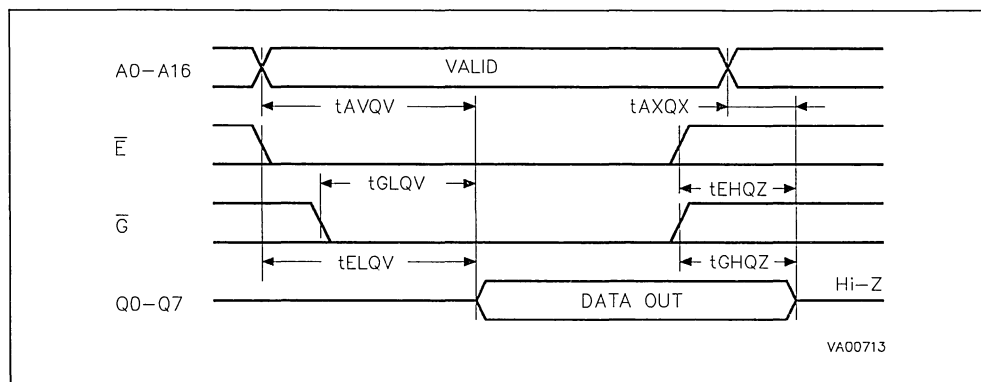 A0-A16
VALID
tAVQV
tAXQX
E̅
tGLQV
tEHQZ
G̅
tELQV
tGHQZ
Q0-Q7
DATA OUT
Hi-Z
VA00713